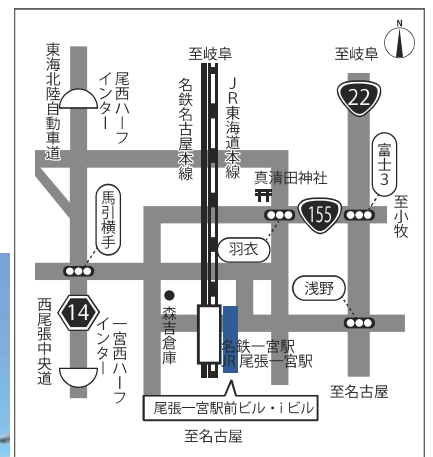 N
至岐阜
至岐阜
東海北陸自動車道
尾西ハーフ
インター
名鉄名古屋本線
JR東海道本線
22
富士3
真清田神社
155
至小牧
馬引横手
羽衣
浅野
14
西尾張中央道
一宮西ハーフ
インター
森吉倉庫
名鉄一宮駅
JR 尾張一宮駅
尾張一宮駅前ビル・iビル
至名古屋
至名古屋